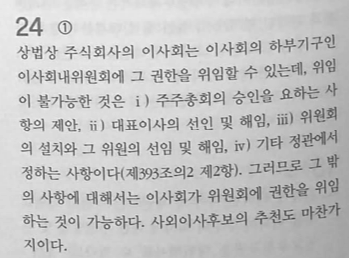 24 ①
상법상 주식회사의 이사회는 이사회의 하부기구인
이사회내위원회에 그 권한을 위임할 수 있는데, 위임
이 불가능한 것은 ⅰ) 주주총회의 승인을 요하는 사
항의 제안, ⅱ) 대표이사의 선인 및 해임, ⅲ) 위원회
의 설치와 그 위원의 선임 및 해임, ⅳ) 기타 정관에서
정하는 사항이다(제393조의2 제2항). 그러므로 그 밖
의 사항에 대해서는 이사회가 위원회에 권한을 위임
하는 것이 가능하다. 사외이사후보의 추천도 마찬가
지이다.